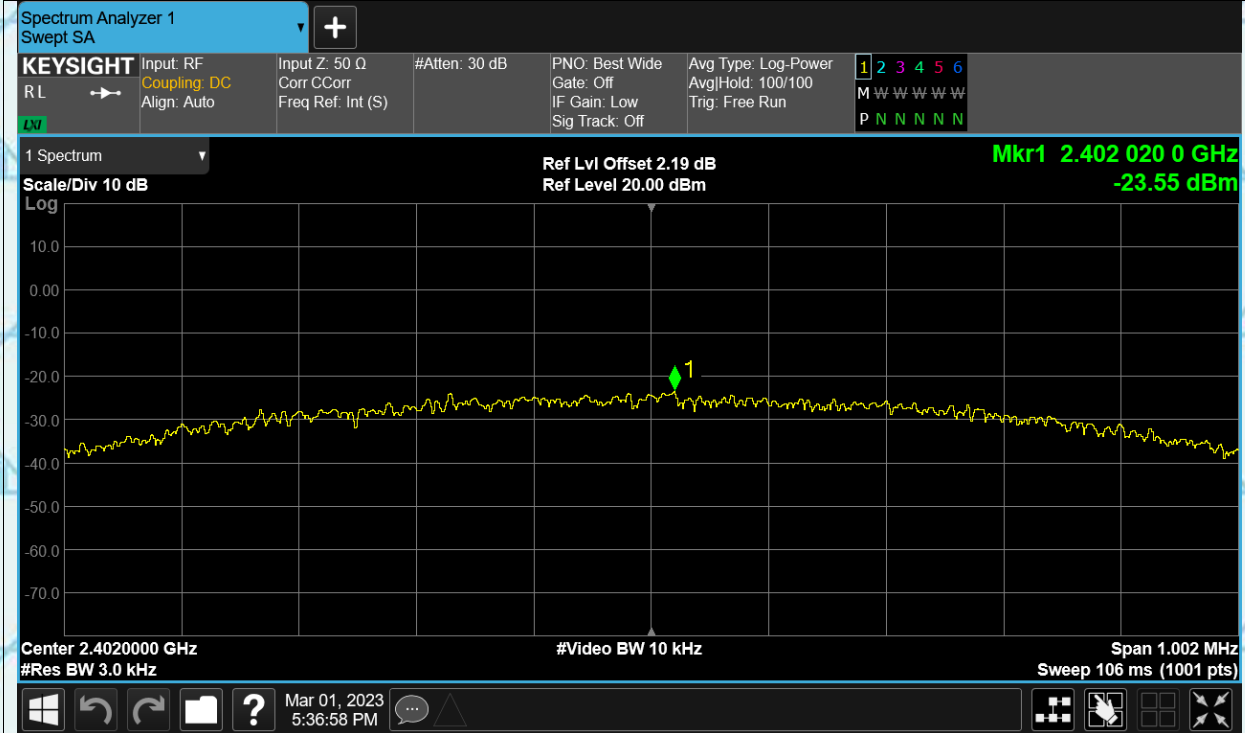 Spectrum Analyzer 1
Swept SA
KEYSIGHT
RL
LXI
Input: RF
Coupling: DC
Align: Auto
Input Z: 50 Ω
Corr CCorr
Freq Ref: Int (S)
#Atten: 30 dB
PNO: Best Wide
Gate: Off
IF Gain: Low
Sig Track: Off
Avg Type: Log-Power
Avg|Hold: 100/100
Trig: Free Run
1 2 3 4 5 6
M W W W W W
P N N N N N
1 Spectrum
Scale/Div 10 dB
Log
Ref Lvl Offset 2.19 dB
Ref Level 20.00 dBm
Mkr1 2.402 020 0 GHz
-23.55 dBm
10.0
0.00
-10.0
1
-20.0
-30.0
-40.0
-50.0
-60.0
-70.0
Center 2.4020000 GHz
#Video BW 10 kHz
Span 1.002 MHz
#Res BW 3.0 kHz
Sweep 106 ms (1001 pts)
?
Mar 01, 2023
5:36:58 PM